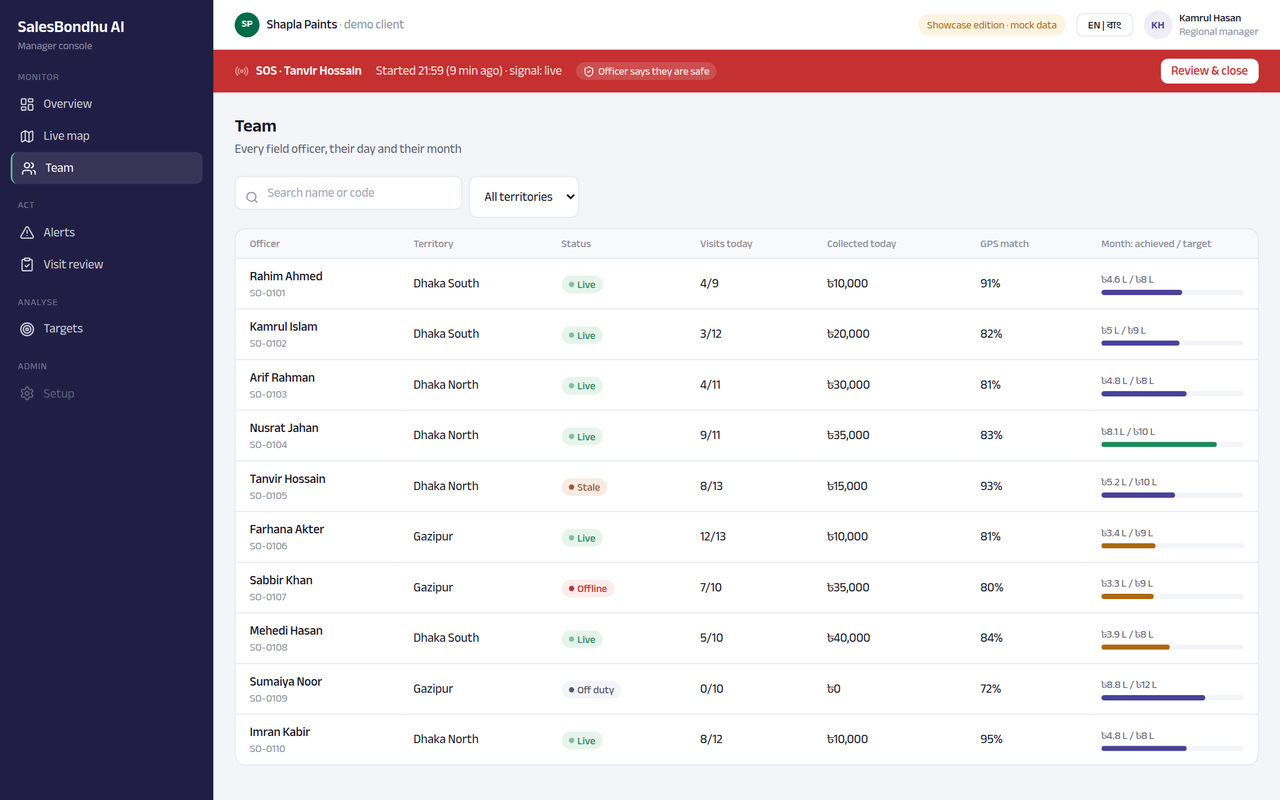 SalesBondhu AI
Manager console
MONITOR
Overview
Live map
Team
ACT
Alerts
Visit review
ANALYSE
Targets
ADMIN
Setup
SP Shapla Paints · demo client
Showcase edition · mock data
EN | বাং
KH
Kamrul Hasan
Regional manager
SOS · Tanvir Hossain Started 21:59 (9 min ago) · signal: live Officer says they are safe Review & close
Team
Every field officer, their day and their month
Search name or code
All territories
Officer Territory Status Visits today Collected today GPS match Month: achieved / target
Rahim Ahmed
SO-0101
Dhaka South Live 4/9 ৳10,000 91% ৳4.6 L / ৳8 L
Kamrul Islam
SO-0102
Dhaka South Live 3/12 ৳20,000 82% ৳5 L / ৳9 L
Arif Rahman
SO-0103
Dhaka North Live 4/11 ৳30,000 81% ৳4.8 L / ৳8 L
Nusrat Jahan
SO-0104
Dhaka North Live 9/11 ৳35,000 83% ৳8.1 L / ৳10 L
Tanvir Hossain
SO-0105
Dhaka North Stale 8/13 ৳15,000 93% ৳5.2 L / ৳10 L
Farhana Akter
SO-0106
Gazipur Live 12/13 ৳10,000 81% ৳3.4 L / ৳9 L
Sabbir Khan
SO-0107
Gazipur Offline 7/10 ৳35,000 80% ৳3.3 L / ৳9 L
Mehedi Hasan
SO-0108
Dhaka South Live 5/10 ৳40,000 84% ৳3.9 L / ৳8 L
Sumaiya Noor
SO-0109
Gazipur Off duty 0/10 ৳0 72% ৳8.8 L / ৳12 L
Imran Kabir
SO-0110
Dhaka North Live 8/12 ৳10,000 95% ৳4.8 L / ৳8 L